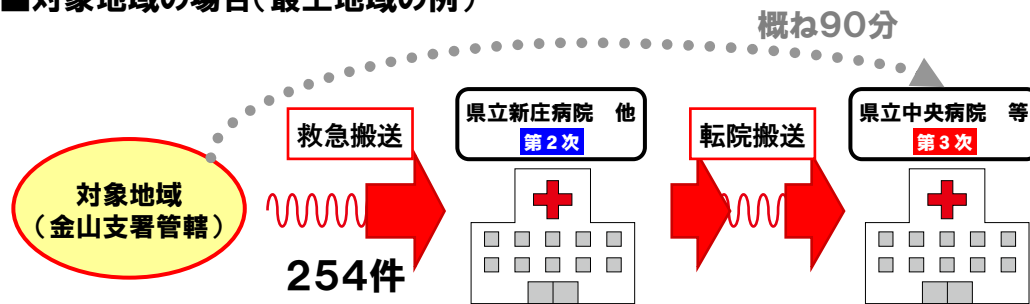 ■対象地域の場合(最上地域の例)
概ね90分
救急搬送
県立新庄病院 他
第2次
転院搬送
県立中央病院 等
第3次
対象地域
(金山支署管轄)
254件